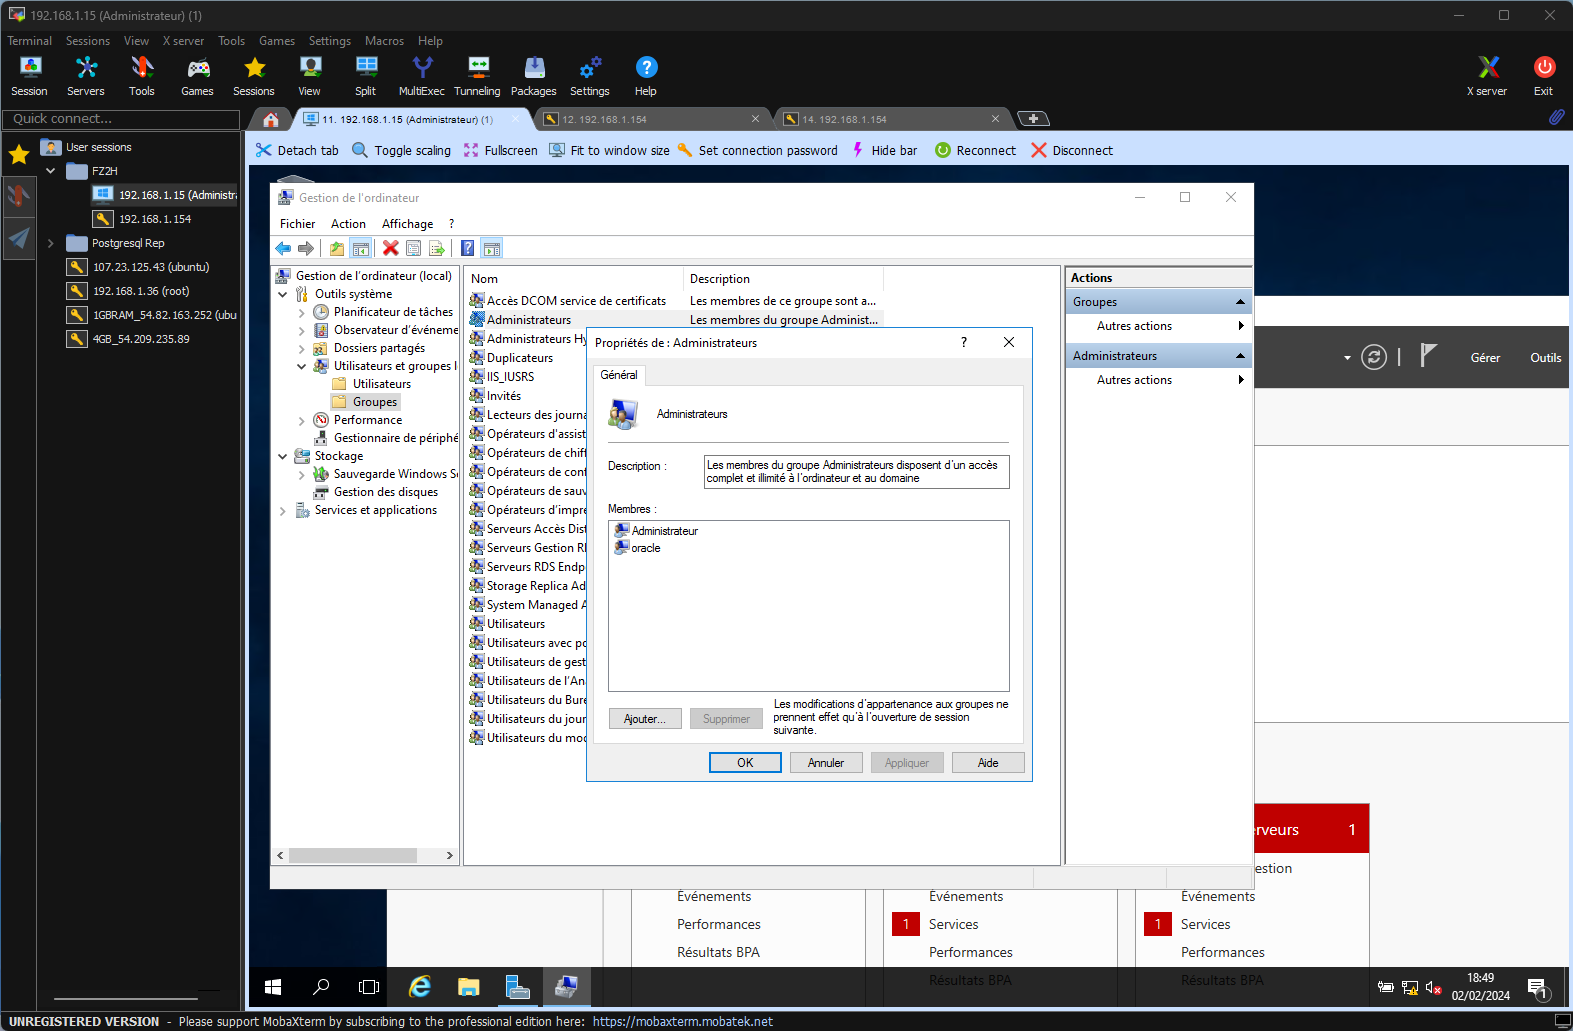 192.168.1.15 (Administrateur) (1)
Terminal Sessions View X server Tools Games Settings Macros Help
Session Servers Tools Games Sessions View Split MultiExec Tunneling Packages Settings Help X server Exit
Quick connect...
11. 192.168.1.15 (Administrateur) (1)
12. 192.168.1.154
14. 192.168.1.154
Detach tab Toggle scaling Fullscreen Fit to window size Set connection password Hide bar Reconnect Disconnect
User sessions
FZ2H
192.168.1.15 (Administra
192.168.1.154
Postgresql Rep
107.23.125.43 (ubuntu)
192.168.1.36 (root)
1GBRAM_54.82.163.252 (ubu
4GB_54.209.235.89
Gestion de l'ordinateur
Fichier Action Affichage ?
Gestion de l'ordinateur (local)
Outils système
Planificateur de tâches
Observateur d'événeme
Dossiers partagés
Utilisateurs et groupes l
Utilisateurs
Groupes
Performance
Gestionnaire de périphé
Stockage
Sauvegarde Windows Se
Gestion des disques
Services et applications
Nom Description
Accès DCOM service de certificats Les membres de ce groupe sont a...
Administrateurs Les membres du groupe Administ...
Administrateurs Hy
Duplicateurs
IIS_IUSRS
Invités
Lecteurs des journa
Opérateurs d'assist
Opérateurs de chiff
Opérateurs de conf
Opérateurs de sauv
Opérateurs d'impre
Serveurs Accès Dist
Serveurs Gestion RD
Serveurs RDS Endp
Storage Replica Ad
System Managed A
Utilisateurs
Utilisateurs avec po
Utilisateurs de gest
Utilisateurs de l'An
Utilisateurs du Bure
Utilisateurs du jour
Utilisateurs du mod
Propriétés de : Administrateurs ?
Général
Administrateurs
Description :
Les membres du groupe Administrateurs disposent d'un accès
complet et illimité à l'ordinateur et au domaine
Membres :
Administrateur
oracle
Ajouter... Supprimer
Les modifications d'appartenance aux groupes ne
prennent effet qu'à l'ouverture de session
suivante.
OK Annuler Appliquer Aide
Actions
Groupes
Autres actions
Administrateurs
Autres actions
Gérer Outils
erveurs 1
estion
Événements
Performances
Résultats BPA
Événements
1 Services
Performances
Résultats BPA
Événements
1 Services
Performances
Résultats BPA
18:49
02/02/2024
1
UNREGISTERED VERSION - Please support MobaXterm by subscribing to the professional edition here: https://mobaxterm.mobatek.net